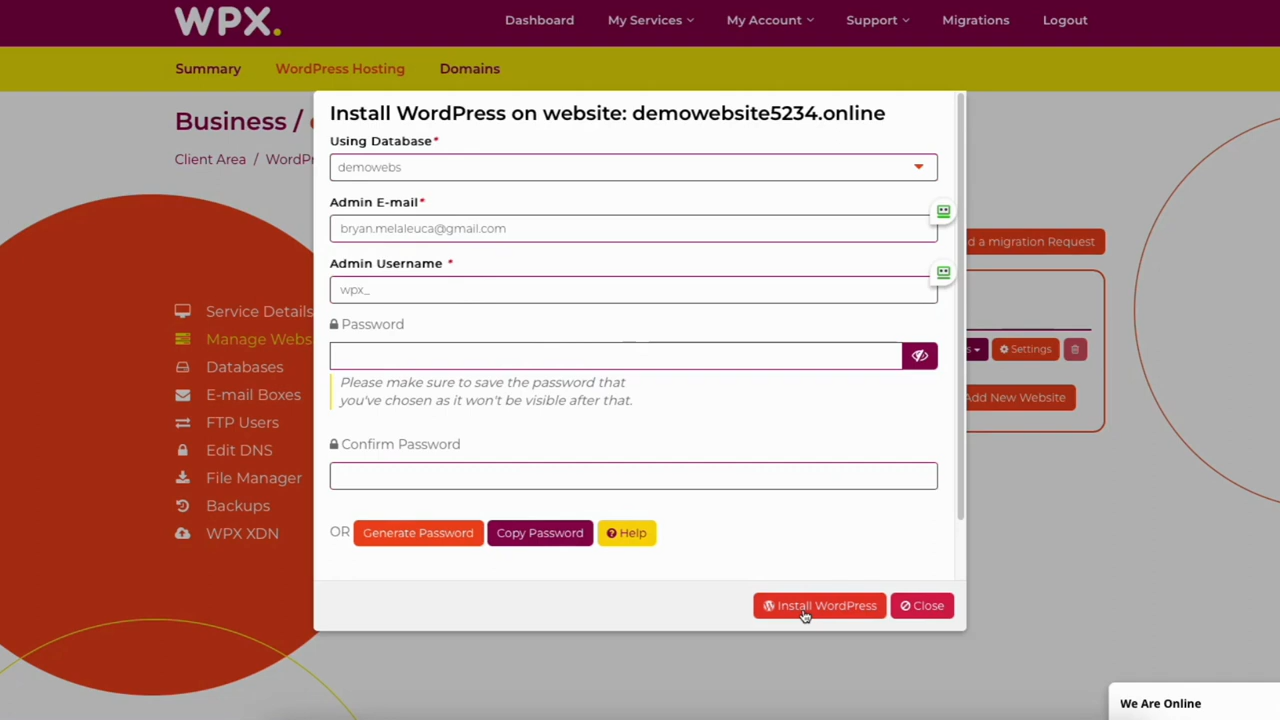 WPX.
Dashboard
My Services
My Account
Support
Migrations
Logout
Summary
WordPress Hosting
Domains
Business /
Client Area / WordPr
Install WordPress on website: demowebsite5234.online
Using Database*
demowebs
Admin E-mail*
bryan.melaleuca@gmail.com
Admin Username *
wpx_
Password
Please make sure to save the password that
you've chosen as it won't be visible after that.
Confirm Password
OR Generate Password Copy Password Help
Install WordPress Close
Service Details
Manage Webs
Databases
E-mail Boxes
FTP Users
Edit DNS
File Manager
Backups
WPX XDN
d a migration Request
s Settings
Add New Website
We Are Online